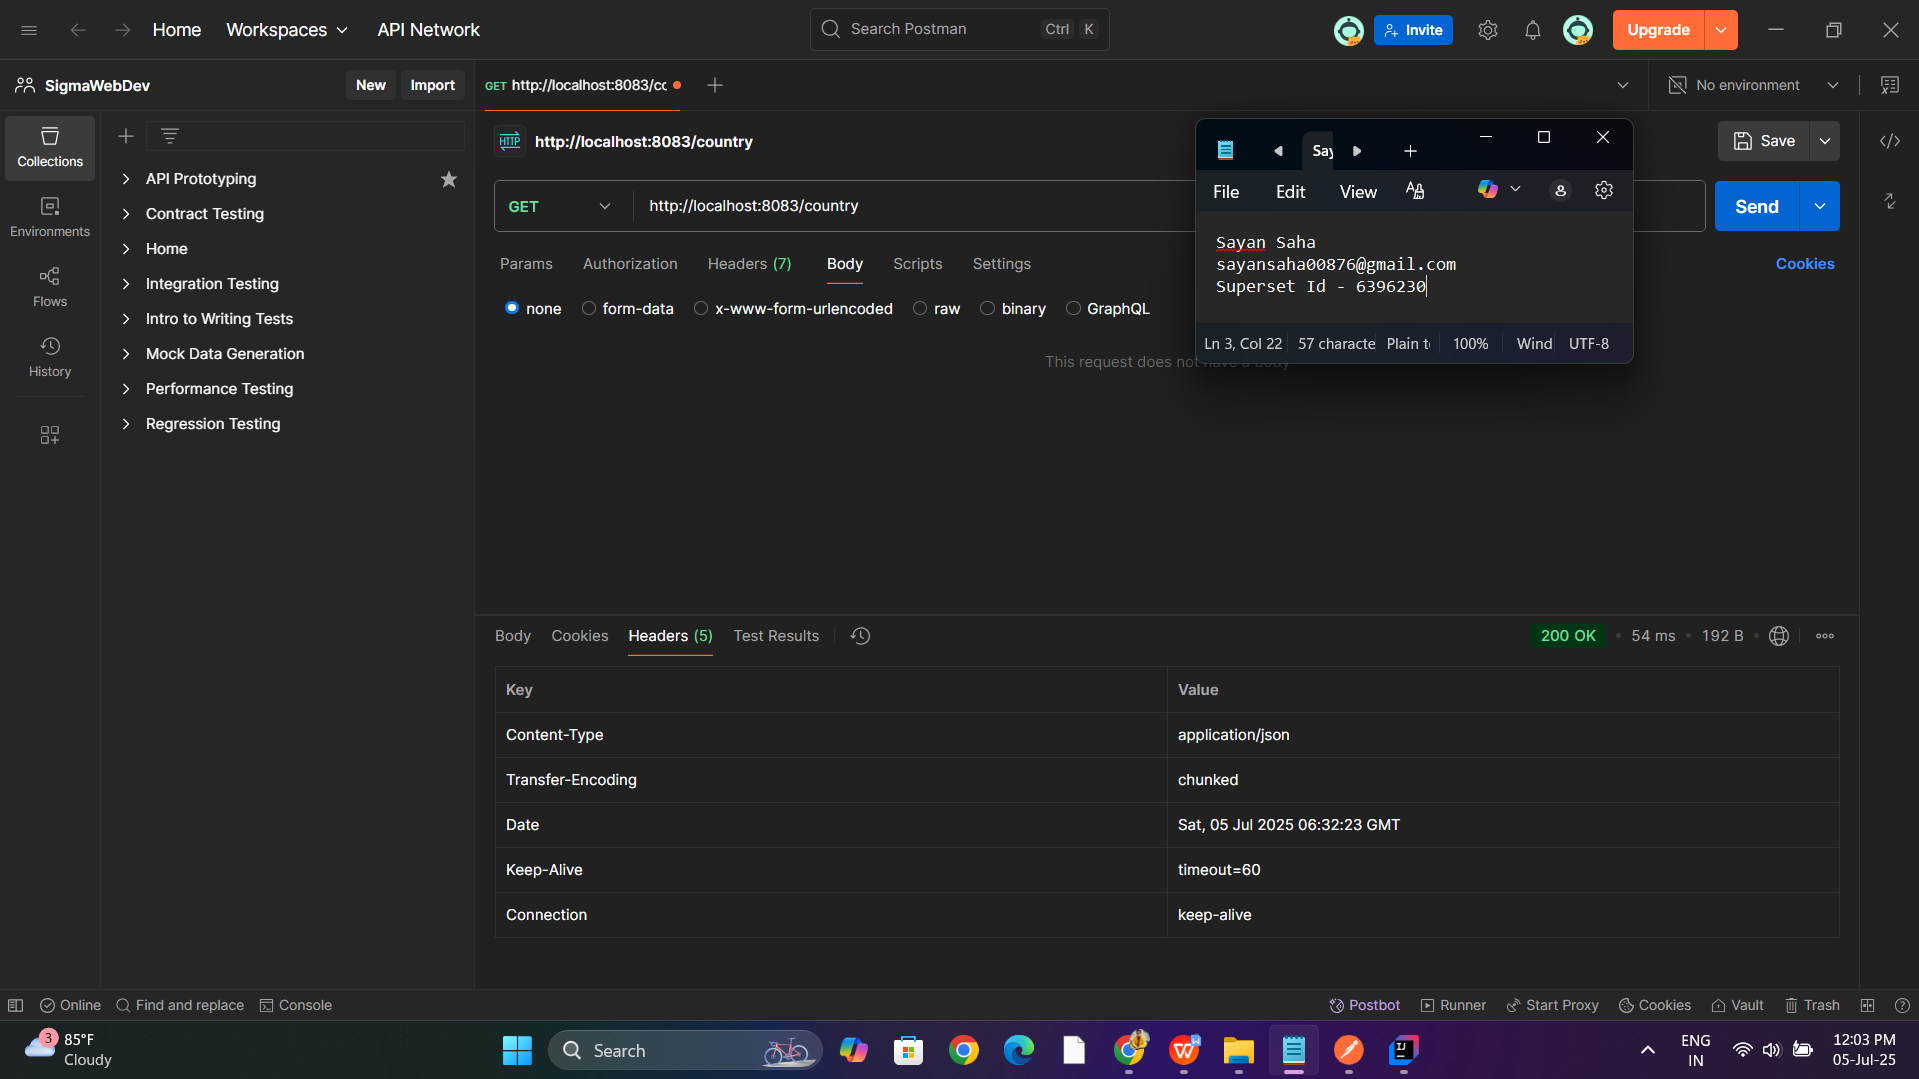 Home
Workspaces
API Network
Search Postman
Ctrl K
Invite
Upgrade
SigmaWebDev
New
Import
GET http://localhost:8083/cc
No environment
Collections
Environments
Flows
History
API Prototyping
Contract Testing
Home
Integration Testing
Intro to Writing Tests
Mock Data Generation
Performance Testing
Regression Testing
HTTP http://localhost:8083/country
Save
GET
http://localhost:8083/country
Send
Params Authorization Headers (7) Body Scripts Settings
Cookies
none form-data x-www-form-urlencoded raw binary GraphQL
This request does not have a body
Say
File Edit View
Sayan Saha
sayansaha00876@gmail.com
Superset Id - 6396230
Ln 3, Col 22 57 characte Plain t 100% Wind UTF-8
Body Cookies Headers (5) Test Results
200 OK • 54 ms • 192 B
Key Value
Content-Type application/json
Transfer-Encoding chunked
Date Sat, 05 Jul 2025 06:32:23 GMT
Keep-Alive timeout=60
Connection keep-alive
Online Find and replace Console
Postbot Runner Start Proxy Cookies Vault Trash
3
85°F
Cloudy
Search
IJ
ENG
IN
12:03 PM
05-Jul-25